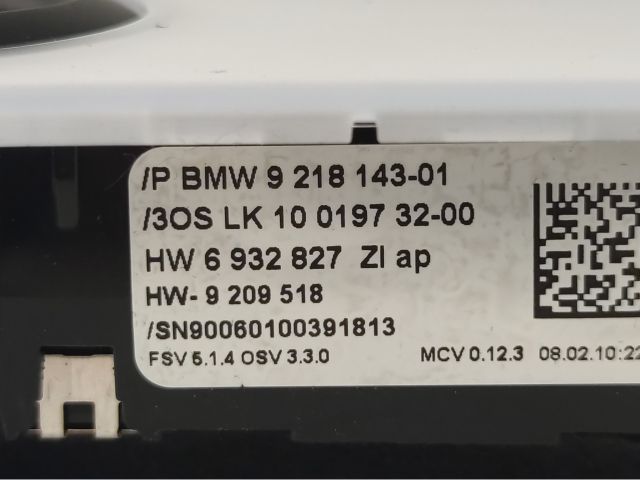 /P BMW 9 218 143-01
/3OS LK 10 0197 32-00
HW 6 932 827 ZI ap
HW- 9 209 518
/SN90060100391813
FSV 5.1.4 OSV 3.3.0 MCV 0.12.3 08.02.10:22